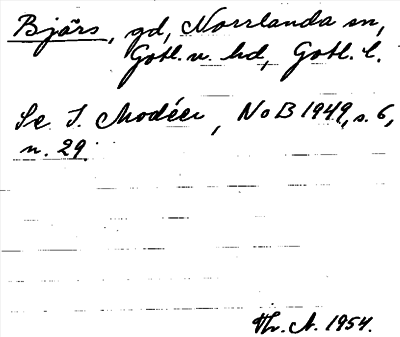 Bjärs, gd, Norrlanda sn,
Gotl. n. hd, Gotl. l.
Se I. Modéer, NoB 1949, s. 6,
n. 29.
Hr. A. 1954.